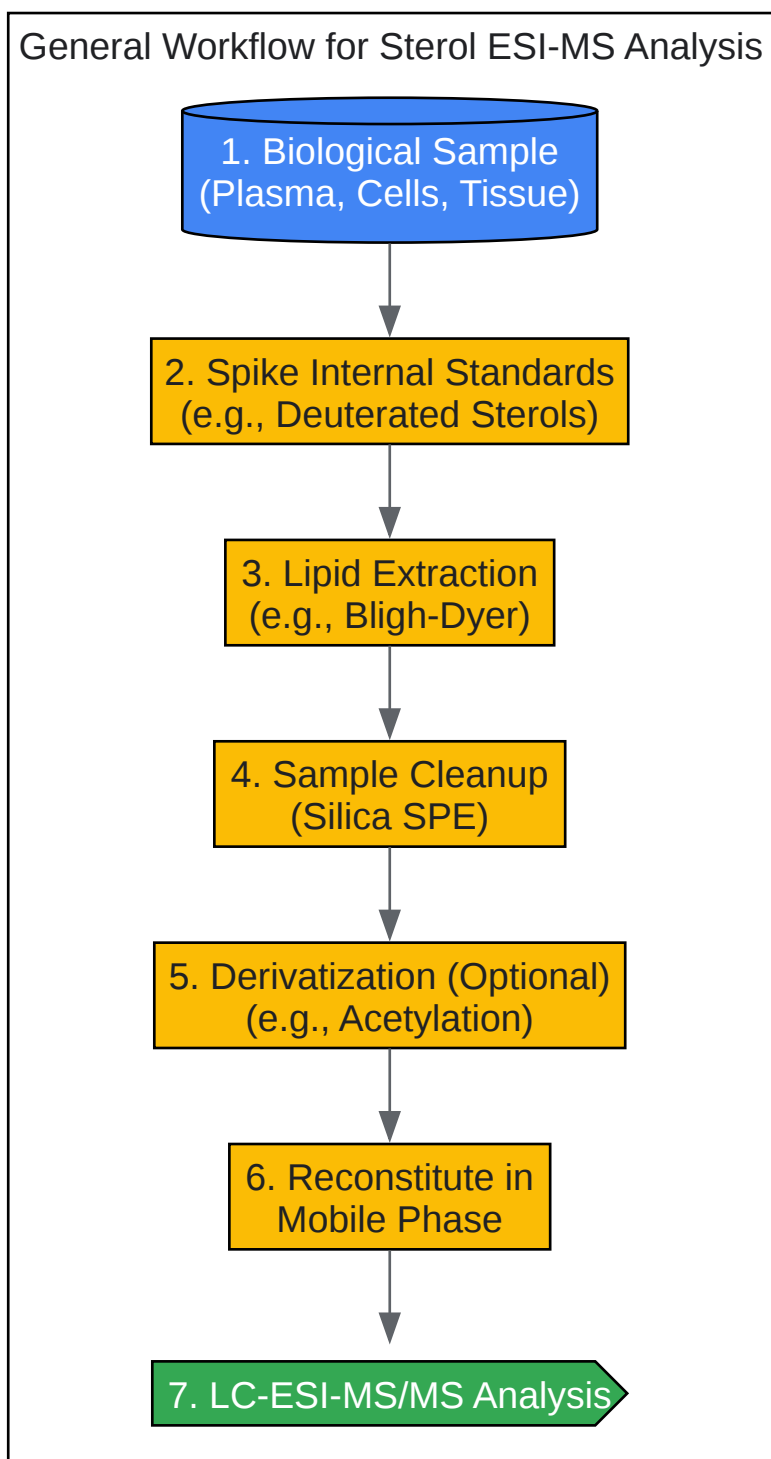 General Workflow for Sterol ESI-MS Analysis
1. Biological Sample
(Plasma, Cells, Tissue)
2. Spike Internal Standards
(e.g., Deuterated Sterols)
3. Lipid Extraction
(e.g., Bligh-Dyer)
4. Sample Cleanup
(Silica SPE)
5. Derivatization (Optional)
(e.g., Acetylation)
6. Reconstitute in
Mobile Phase
7. LC-ESI-MS/MS Analysis